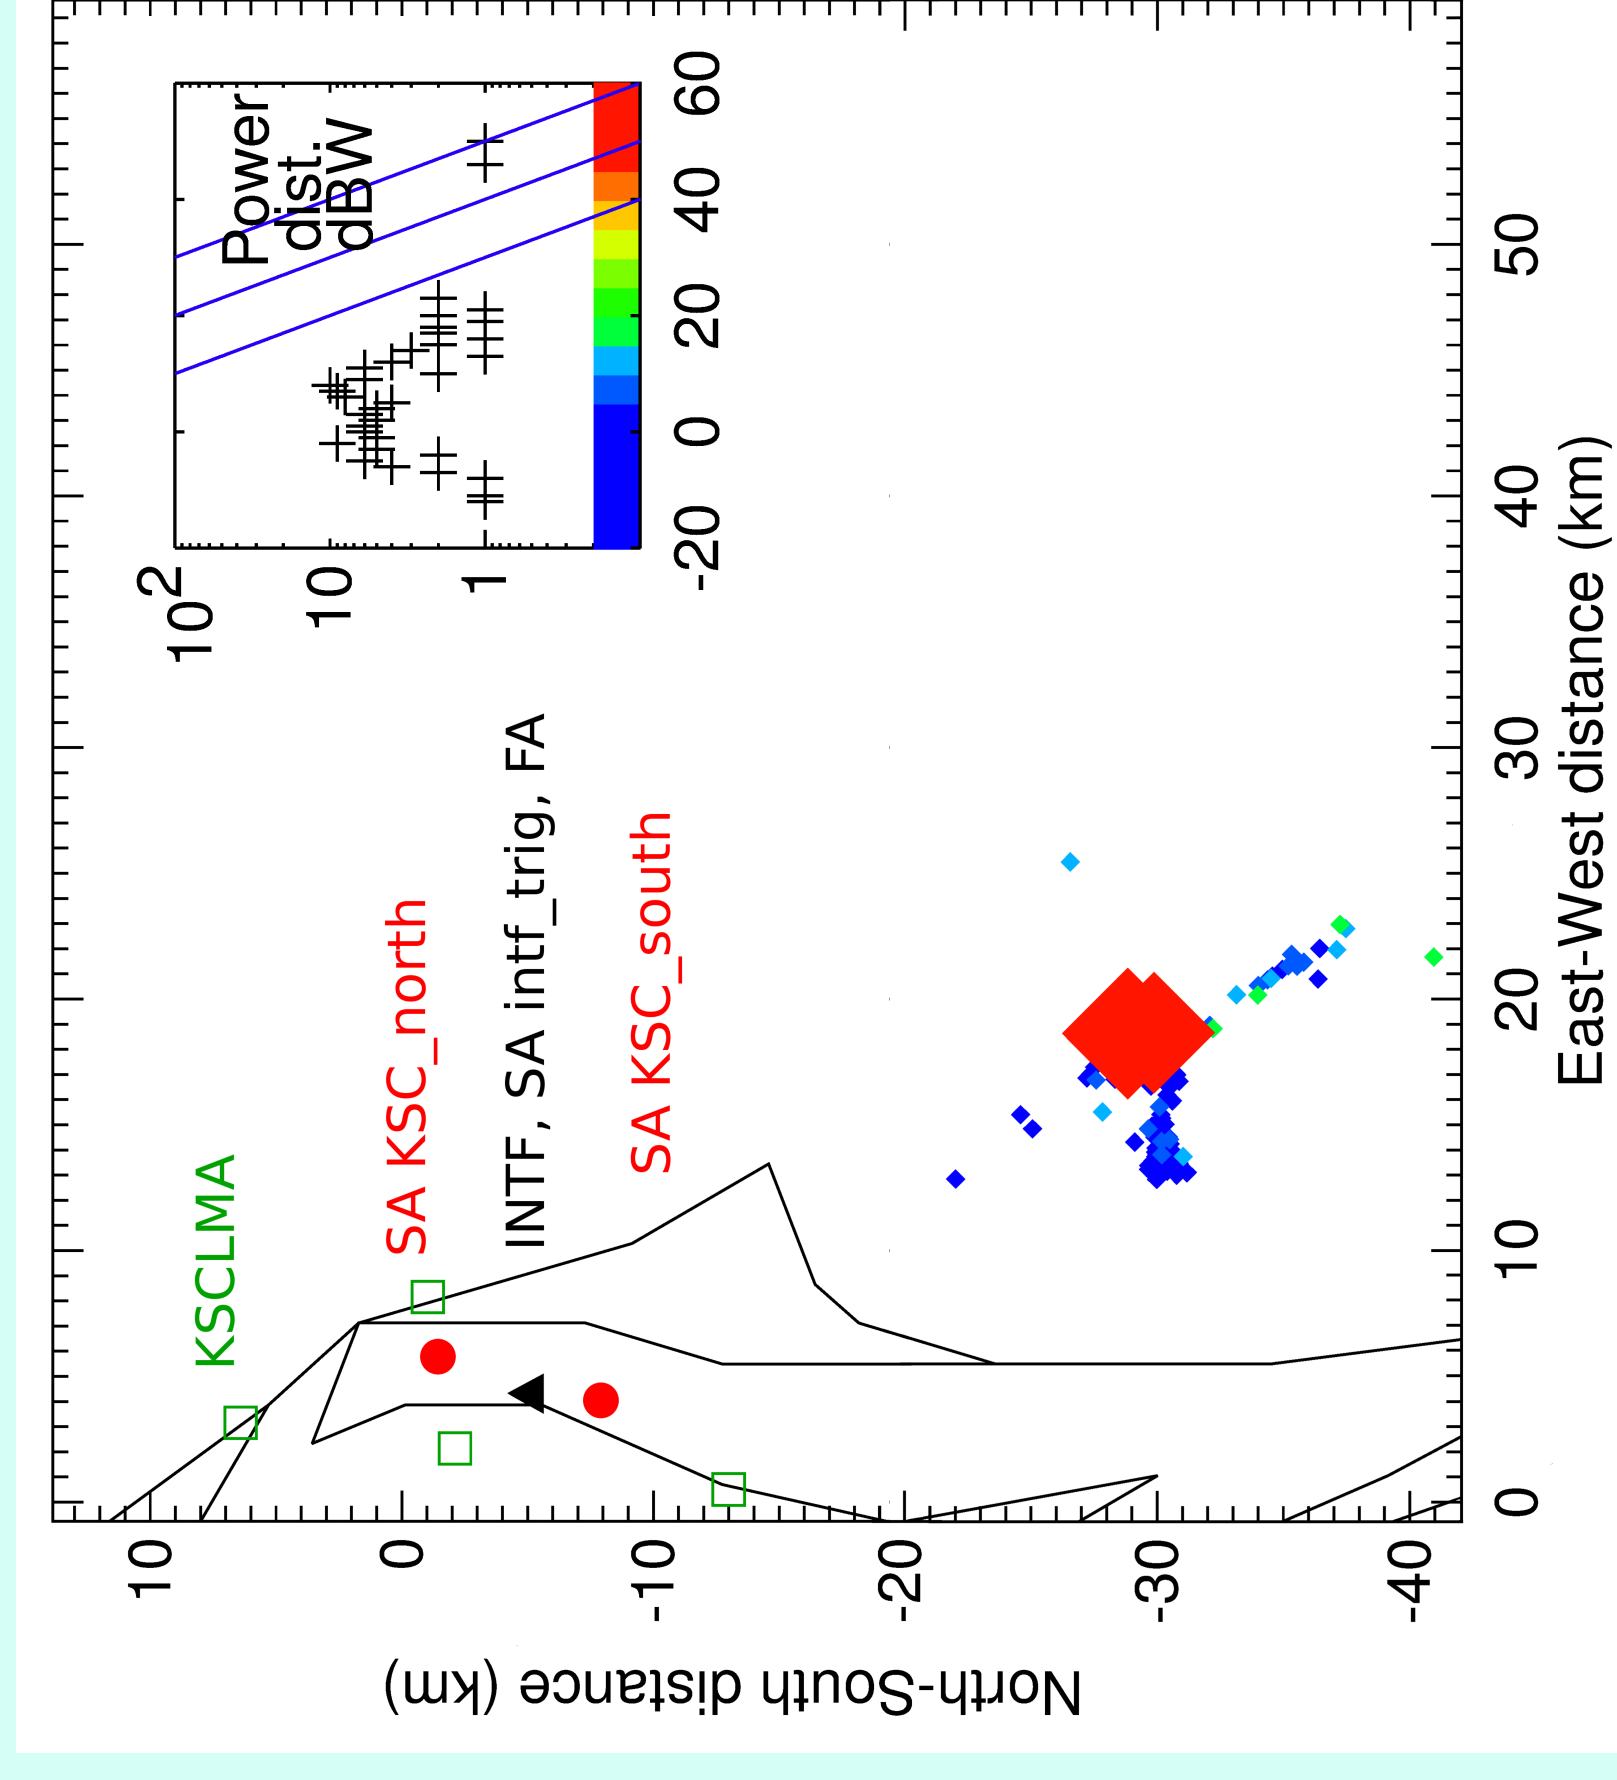 10²
10
1
Power
dist.
dBW
-20 0 20 40 60
KSCLMA
SA KSC_north
INTF, SA intf_trig, FA
SA KSC_south
10
0
-10
-20
-30
-40
North-South distance (km)
0 10 20 30 40 50
East-West distance (km)